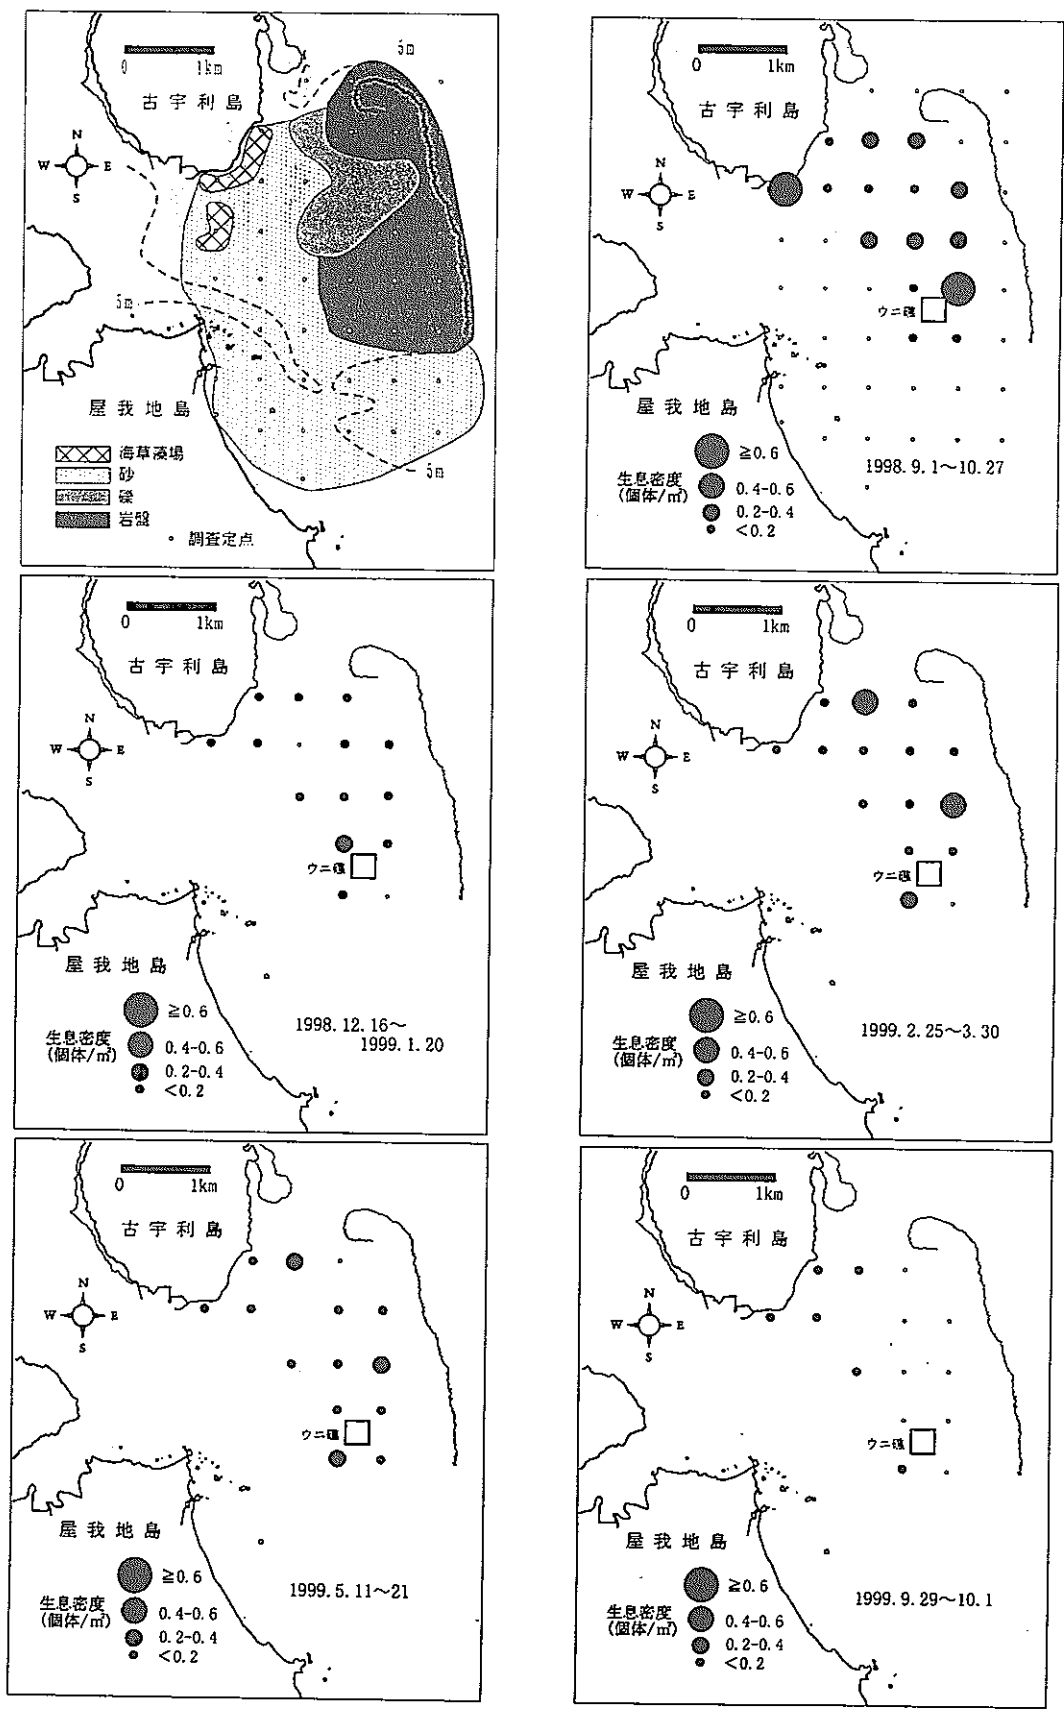 5m
0 1km
古宇利島
N
W E
S
5m
屋我地島
海草藻場
砂
礫
岩盤
調査定点
5m
0 1km
古宇利島
N
W E
S
ウニ礁
屋我地島
≧0.6
生息密度
(個体/㎡)
0.4-0.6
0.2-0.4
<0.2
1998.9.1～10.27
0 1km
古宇利島
N
W E
S
ウニ礁
屋我地島
≧0.6
生息密度
(個体/㎡)
0.4-0.6
0.2-0.4
<0.2
1998.12.16～
1999.1.20
0 1km
古宇利島
N
W E
S
ウニ礁
屋我地島
≧0.6
生息密度
(個体/㎡)
0.4-0.6
0.2-0.4
<0.2
1999.2.25～3.30
0 1km
古宇利島
N
W E
S
ウニ礁
屋我地島
≧0.6
生息密度
(個体/㎡)
0.4-0.6
0.2-0.4
<0.2
1999.5.11～21
0 1km
古宇利島
N
W E
S
ウニ礁
屋我地島
≧0.6
生息密度
(個体/㎡)
0.4-0.6
0.2-0.4
<0.2
1999.9.29～10.1